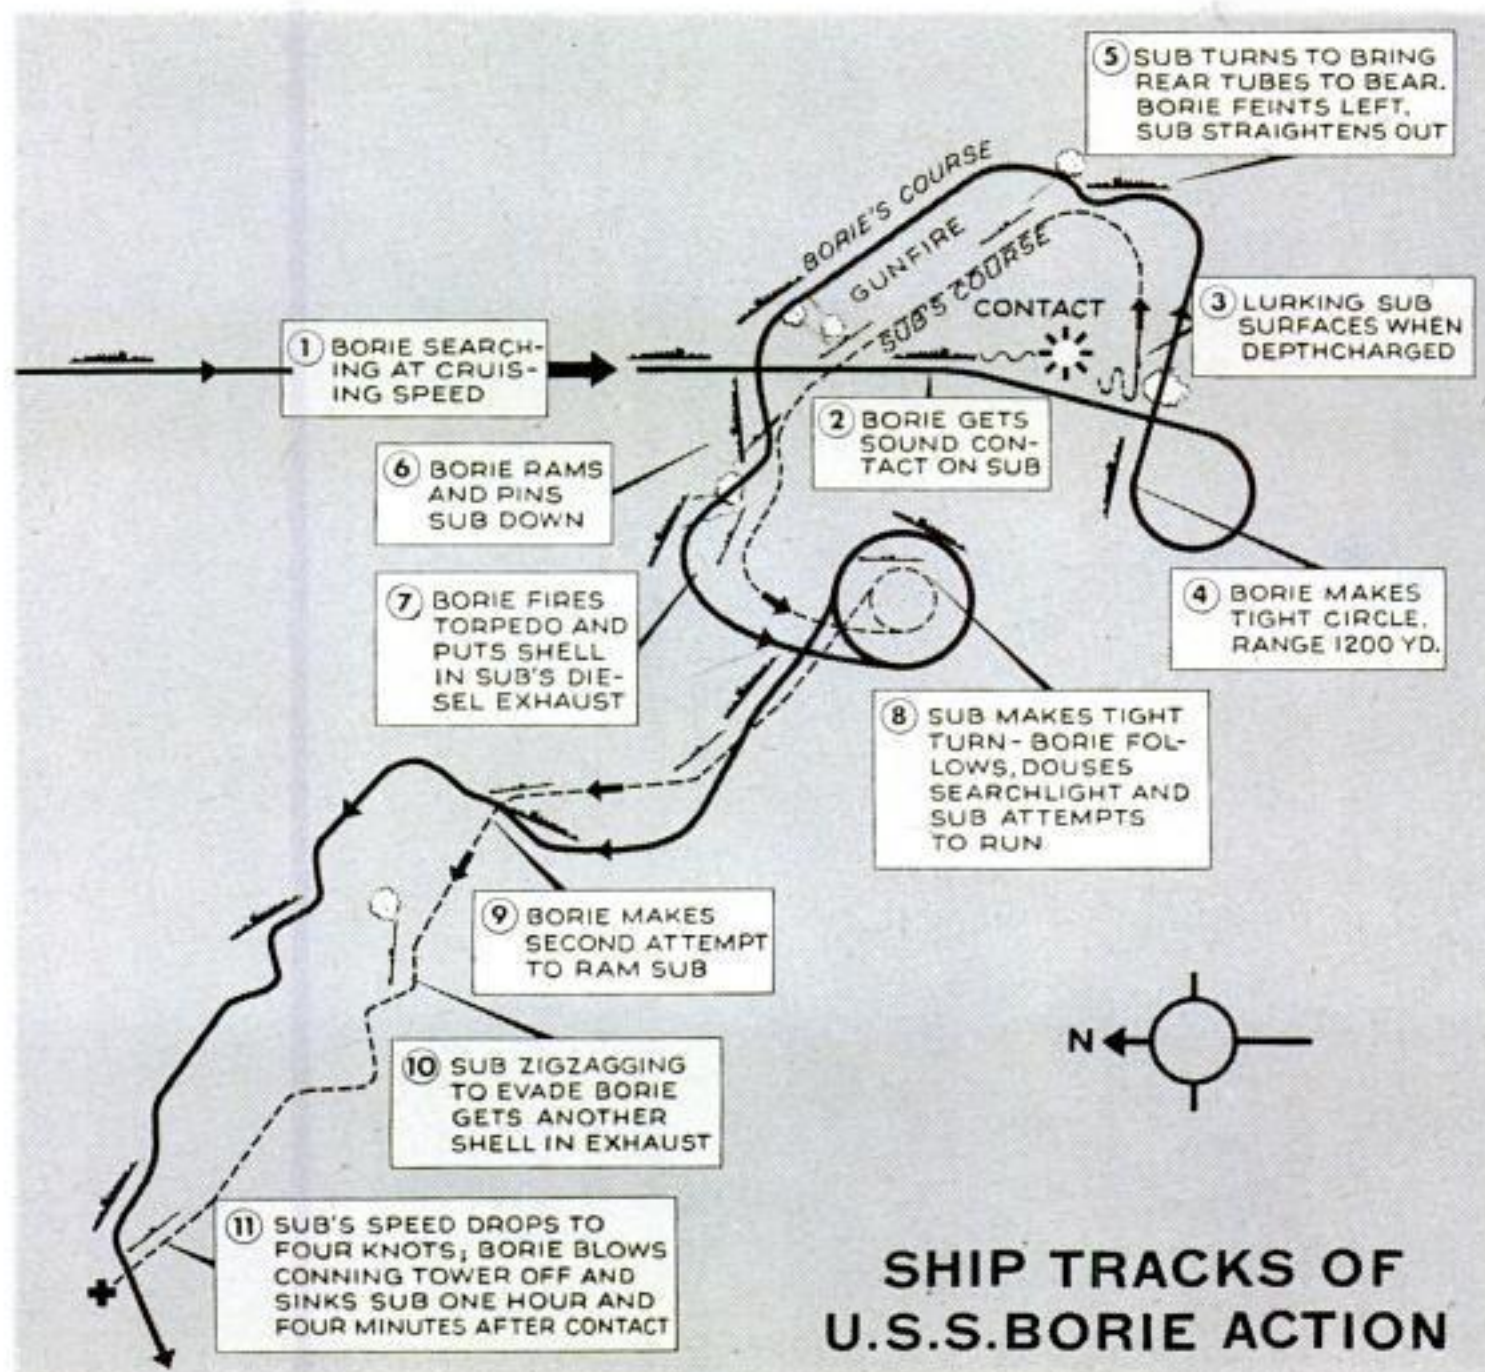 5 SUB TURNS TO BRING
REAR TUBES TO BEAR.
BORIE FEINTS LEFT,
SUB STRAIGHTENS OUT
BORIE'S COURSE
GUNFIRE
SUB'S COURSE
CONTACT
3 LURKING SUB
SURFACES WHEN
DEPTHCHARGED
1 BORIE SEARCH-
ING AT CRUIS-
ING SPEED
2 BORIE GETS
SOUND CON-
TACT ON SUB
6 BORIE RAMS
AND PINS
SUB DOWN
4 BORIE MAKES
TIGHT CIRCLE,
RANGE 1200 YD.
7 BORIE FIRES
TORPEDO AND
PUTS SHELL
IN SUB'S DIE-
SEL EXHAUST
8 SUB MAKES TIGHT
TURN - BORIE FOL-
LOWS, DOUSES
SEARCHLIGHT AND
SUB ATTEMPTS
TO RUN
9 BORIE MAKES
SECOND ATTEMPT
TO RAM SUB
10 SUB ZIGZAGGING
TO EVADE BORIE
GETS ANOTHER
SHELL IN EXHAUST
N
11 SUB'S SPEED DROPS TO
FOUR KNOTS; BORIE BLOWS
CONNING TOWER OFF AND
SINKS SUB ONE HOUR AND
FOUR MINUTES AFTER CONTACT
SHIP TRACKS OF
U.S.S.BORIE ACTION